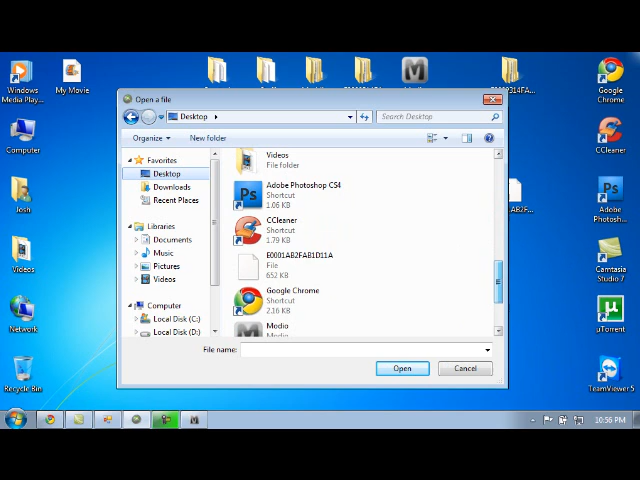 Windows
Media Play...
My Movie
Google
Chrome
Computer
CCleaner
Josh
Adobe
Photosh...
Videos
Camtasia
Studio 7
Network
µTorrent
Recycle Bin
TeamViewer 5
Open a file
Desktop
Search Desktop
Organize
New folder
Favorites
Desktop
Downloads
Recent Places
Libraries
Documents
Music
Pictures
Videos
Computer
Local Disk (C:)
Local Disk (D:)
Videos
File folder
Adobe Photoshop CS4
Shortcut
1.06 KB
CCleaner
Shortcut
1.79 KB
E0001AB2FAB1D11A
File
652 KB
Google Chrome
Shortcut
2.16 KB
Modio
Modio
File name:
Open
Cancel
10:56 PM